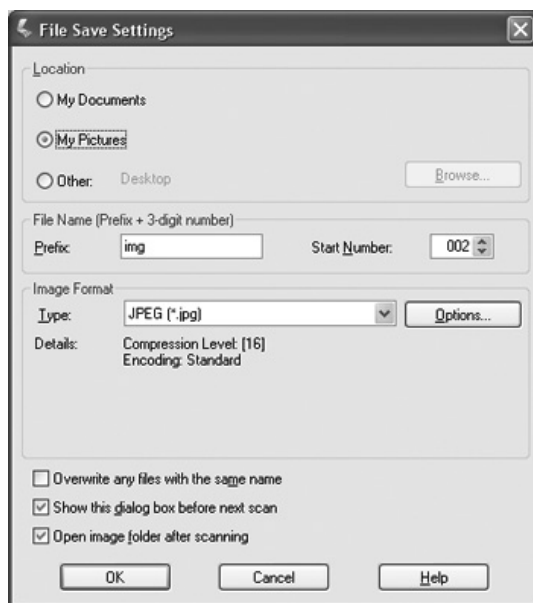 File Save Settings
Location
My Documents
My Pictures
Other: Desktop Browse...
File Name (Prefix + 3-digit number)
Prefix: img Start Number: 002
Image Format
Type: JPEG (*.jpg) Options...
Details: Compression Level: [16]
Encoding: Standard
Overwrite any files with the same name
Show this dialog box before next scan
Open image folder after scanning
OK Cancel Help